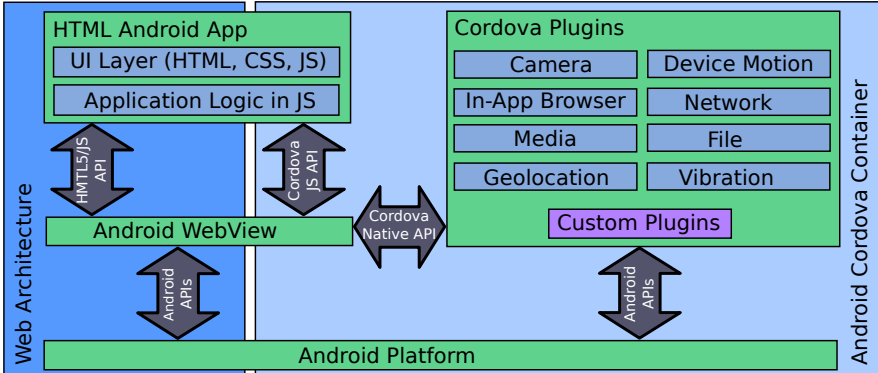 HTML Android App
UI Layer (HTML, CSS, JS)
Application Logic in JS
HMTL5/JS
API
Cordova
JS API
Android WebView
Android
APIs
Web Architecture
Cordova
Native API
Cordova Plugins
Camera
Device Motion
In-App Browser
Network
Media
File
Geolocation
Vibration
Custom Plugins
Android
APIs
Android Platform
Android Cordova Container